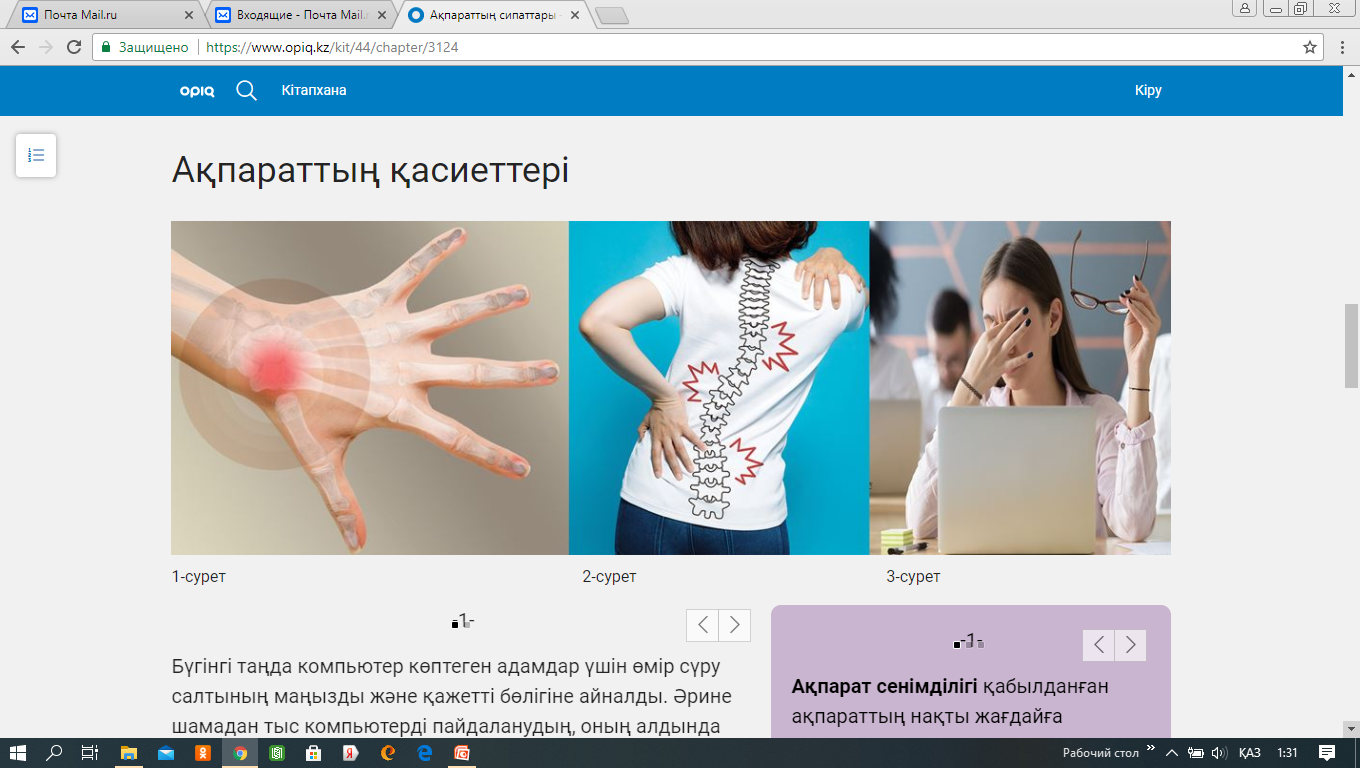 Почта Mail.ru
Входящие - Почта Mail.r
Ақпараттың сипаттары -
Защищено
https://www.opiq.kz/kit/44/chapter/3124
opiq
Кітапхана
Кіру
Ақпараттың қасиеттері
1-сурет
2-сурет
3-сурет
-1-
Бүгінгі таңда компьютер көптеген адамдар үшін өмір сүру
салтының маңызды және қажетті бөлігіне айналды. Әрине
шамадан тыс компьютерді пайдаланудың, оның алдында
-1-
Ақпарат сенімділігі қабылданған
ақпараттың нақты жағдайға
Рабочий стол
ҚАЗ
1:31